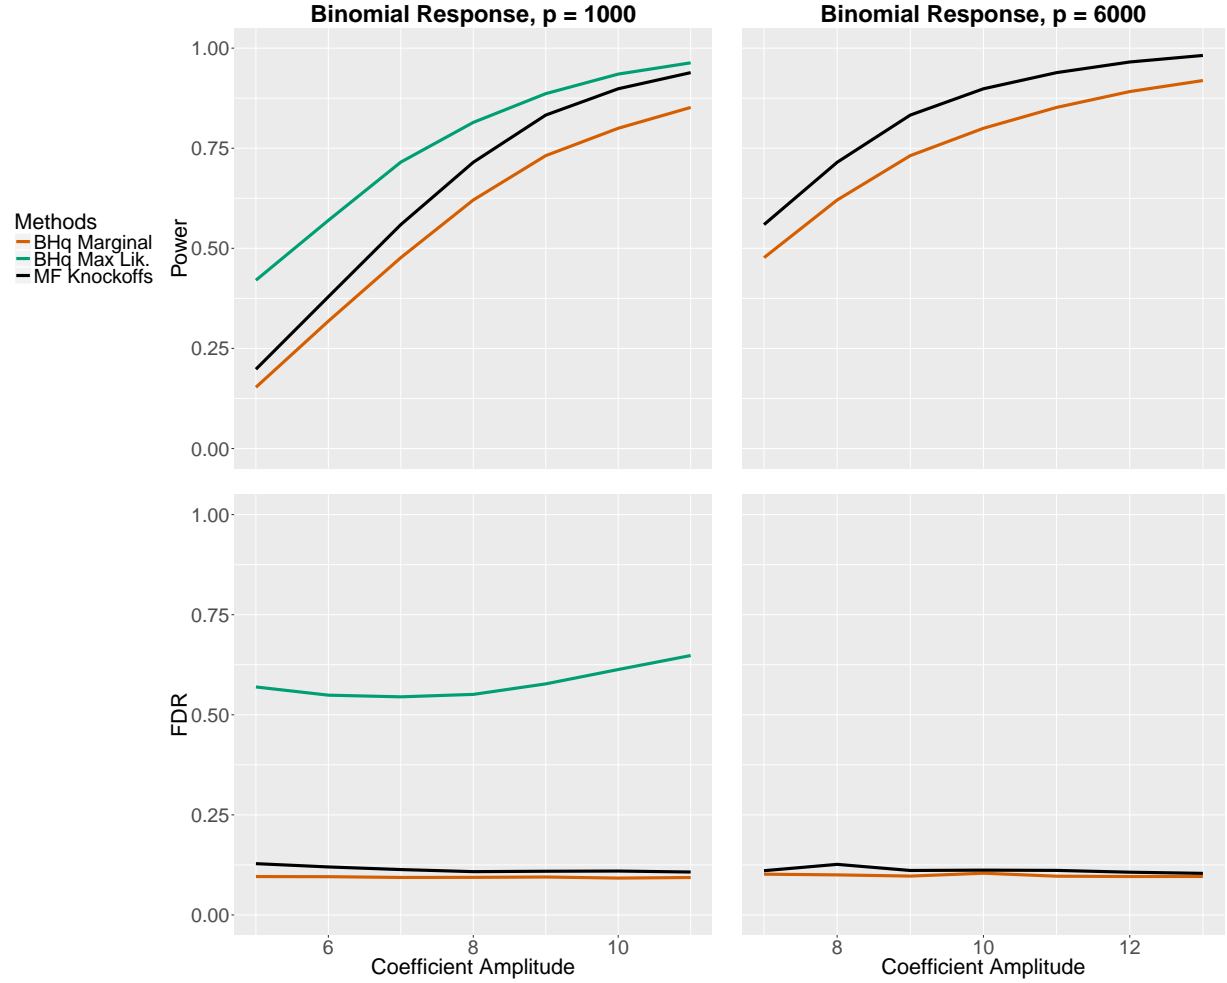 Binomial Response, p = 1000
Binomial Response, p = 6000
Methods
BHq Marginal
BHq Max Lik.
MF Knockoffs
Power
1.00
0.75
0.50
0.25
0.00
FDR
1.00
0.75
0.50
0.25
0.00
6 8 10
8 10 12
Coefficient Amplitude
Coefficient Amplitude